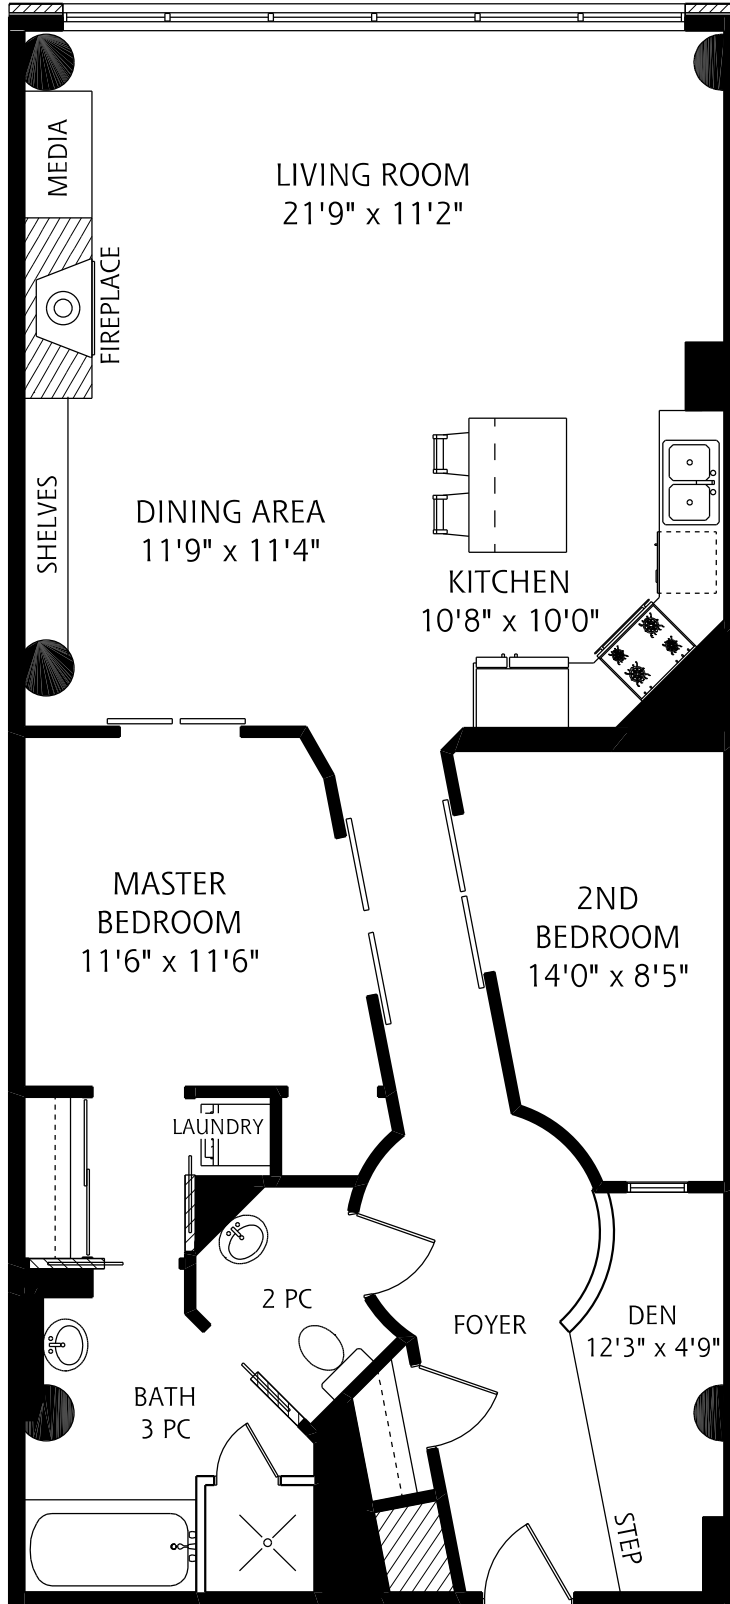 MEDIA
LIVING ROOM
21'9" x 11'2"
FIREPLACE
SHELVES
DINING AREA
11'9" x 11'4"
KITCHEN
10'8" x 10'0"
MASTER
BEDROOM
11'6" x 11'6"
2ND
BEDROOM
14'0" x 8'5"
LAUNDRY
2 PC
FOYER
DEN
12'3" x 4'9"
BATH
3 PC
STEP